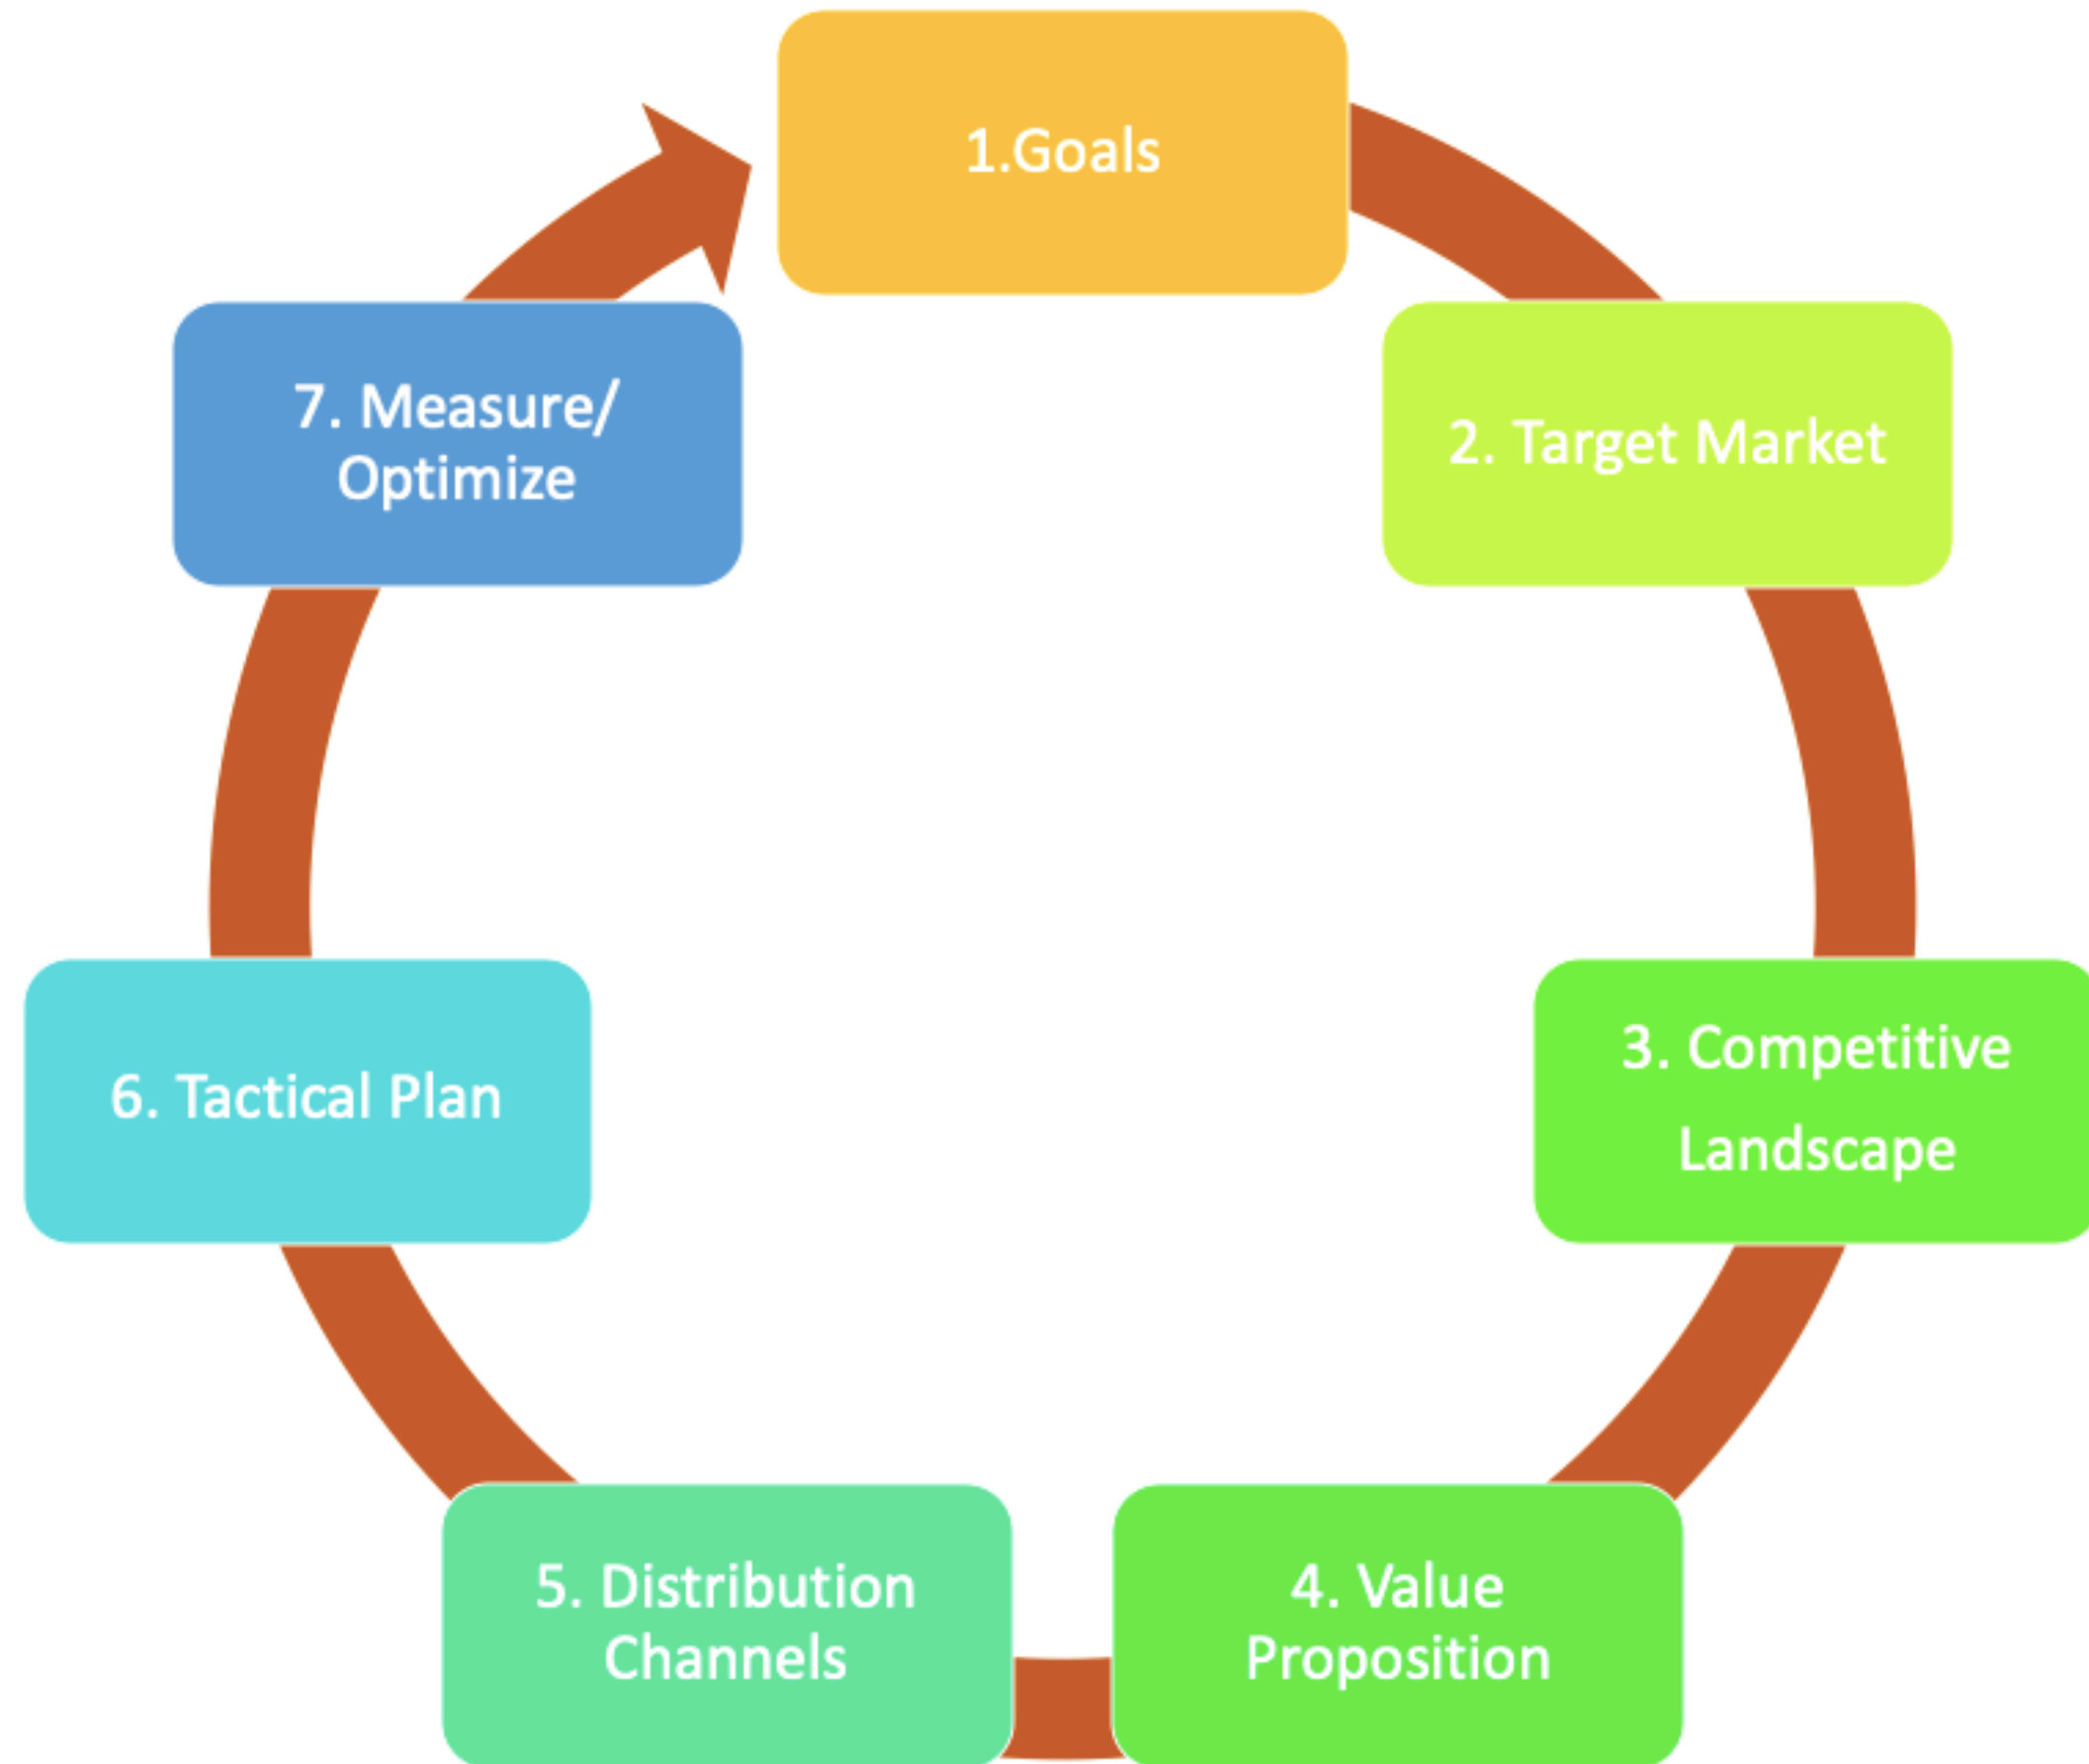 1.Goals
2. Target Market
3. Competitive
Landscape
4. Value
Proposition
5. Distribution
Channels
6. Tactical Plan
7. Measure/
Optimize